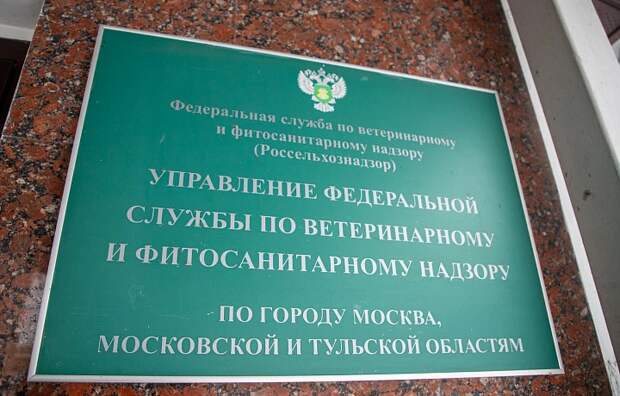 Федеральная служба по ветеринарному
и фитосанитарному надзору
(Россельхознадзор)
УПРАВЛЕНИЕ ФЕДЕРАЛЬНОЙ
СЛУЖБЫ ПО ВЕТЕРИНАРНОМУ
И ФИТОСАНИТАРНОМУ НАДЗОРУ
ПО ГОРОДУ МОСКВА,
МОСКОВСКОЙ И ТУЛЬСКОЙ ОБЛАСТЯМ